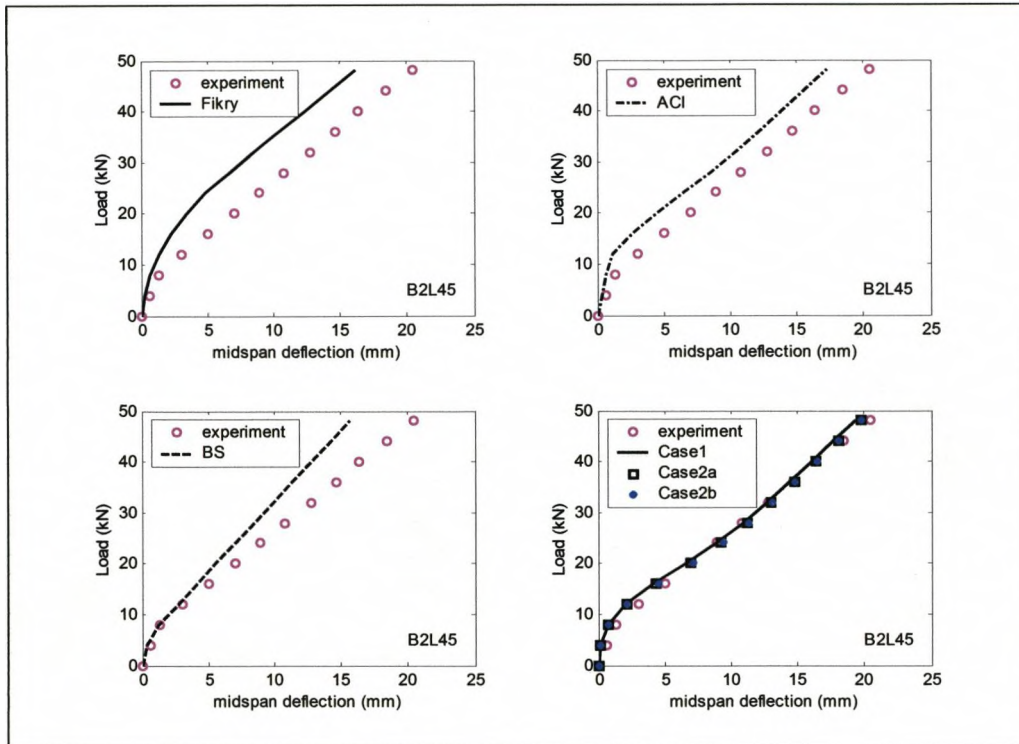 50
40
30
20
10
0
Load (kN)
experiment
Fikry
B2L45
0 5 10 15 20 25
midspan deflection (mm)
50
40
30
20
10
0
Load (kN)
experiment
ACI
B2L45
0 5 10 15 20 25
midspan deflection (mm)
50
40
30
20
10
0
Load (kN)
experiment
BS
B2L45
0 5 10 15 20 25
midspan deflection (mm)
50
40
30
20
10
0
Load (kN)
experiment
Case1
Case2a
Case2b
B2L45
0 5 10 15 20 25
midspan deflection (mm)